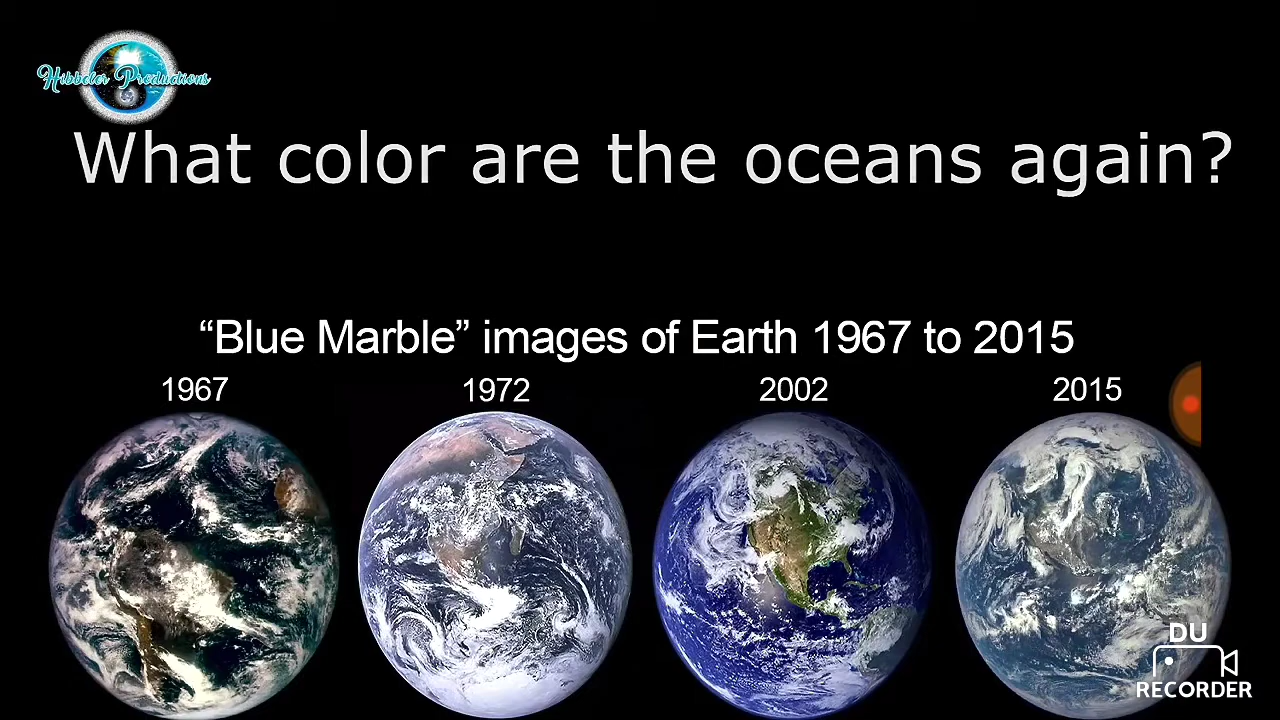 Hibbeler Productions
What color are the oceans again?
“Blue Marble” images of Earth 1967 to 2015
1967
1972
2002
2015
DU
RECORDER